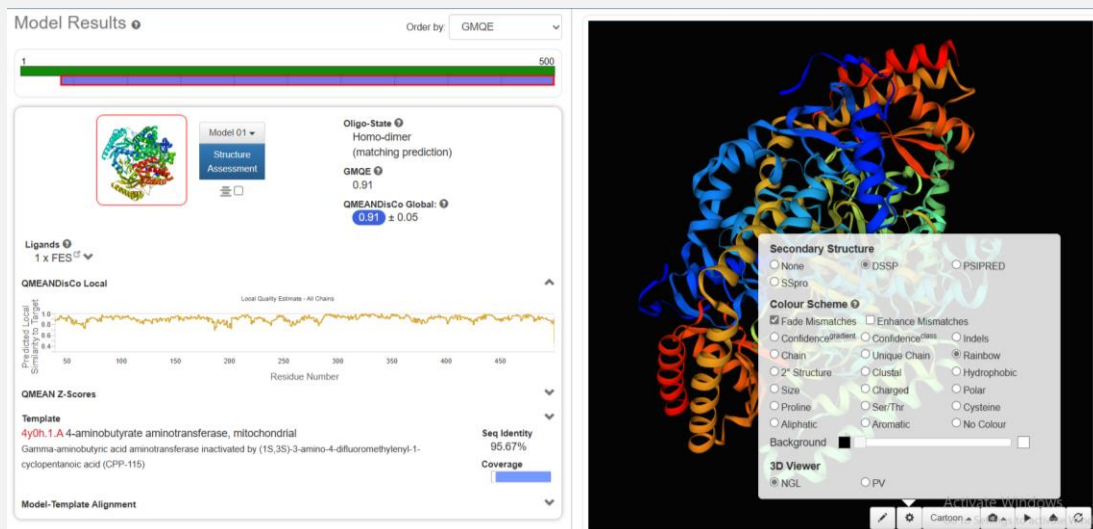 Model Results
Order by: GMQE
1 500
Model 01
Structure
Assessment
Oligo-State
Homo-dimer
(matching prediction)
GMQE
0.91
QMEANDisCo Global:
0.91 ± 0.05
Ligands
1 x FES
QMEANDisCo Local
Local Quality Estimate - All Chains
Predicted Local
Similarity to Target
1.0
0.8
0.6
0.4
50 100 150 200 250 300 350 400 450
Residue Number
QMEAN Z-Scores
Template
4y0h.1.A 4-aminobutyrate aminotransferase, mitochondrial
Gamma-aminobutyric acid aminotransferase inactivated by (1S,3S)-3-amino-4-difluoromethylenyl-1-
cyclopentanoic acid (CPP-115)
Seq Identity
95.67%
Coverage
Model-Template Alignment
Secondary Structure
None DSSP PSIPRED
SSpro
Colour Scheme
Fade Mismatches Enhance Mismatches
Confidence gradient Confidence class Indels
Chain Unique Chain Rainbow
2° Structure Clustal Hydrophobic
Size Charged Polar
Proline Ser/Thr Cysteine
Aliphatic Aromatic No Colour
Background
3D Viewer
NGL PV
Activate Windows
Cartoon